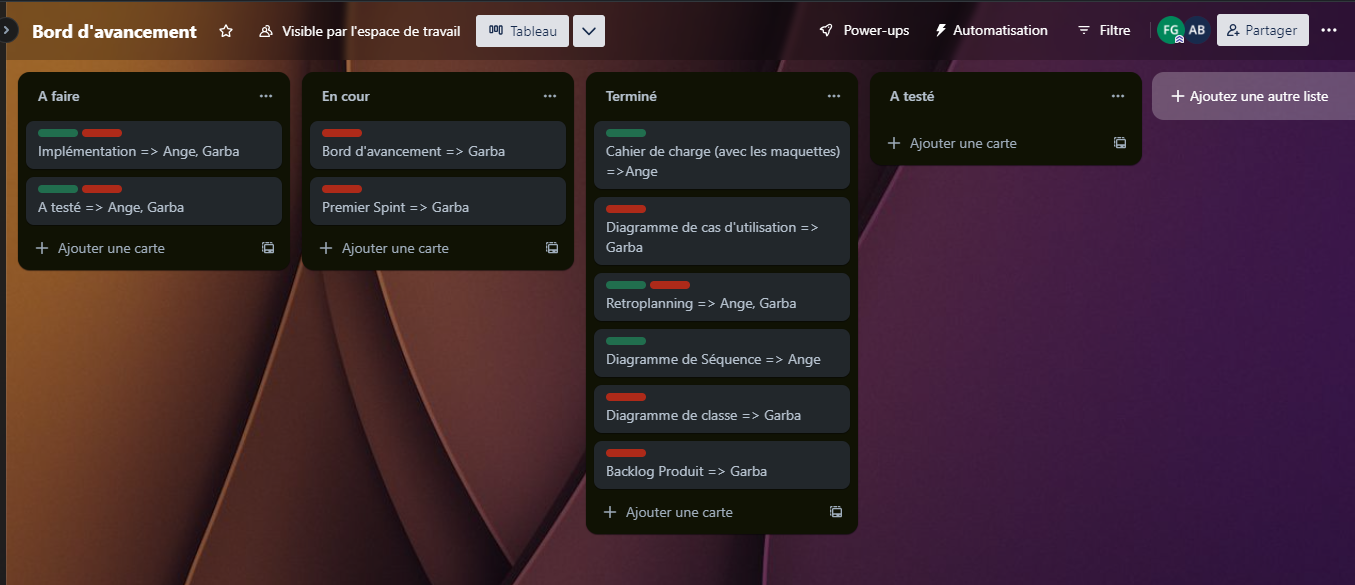 Bord d'avancement
Visible par l'espace de travail
Tableau
Power-ups
Automatisation
Filtre
FG
AB
Partager
A faire
Implémentation => Ange, Garba
A testé => Ange, Garba
Ajouter une carte
En cour
Bord d'avancement => Garba
Premier Spint => Garba
Ajouter une carte
Terminé
Cahier de charge (avec les maquettes)
=>Ange
Diagramme de cas d'utilisation =>
Garba
Retroplanning => Ange, Garba
Diagramme de Séquence => Ange
Diagramme de classe => Garba
Backlog Produit => Garba
Ajouter une carte
A testé
Ajouter une carte
Ajoutez une autre liste